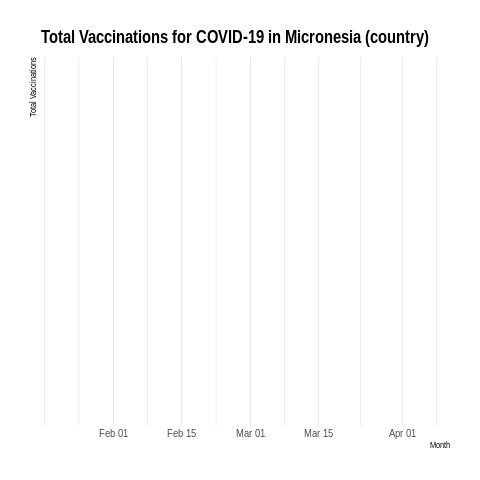 Total Vaccinations for COVID-19 in Micronesia (country)
Total Vaccinations
Feb 01
Feb 15
Mar 01
Mar 15
Apr 01
Month